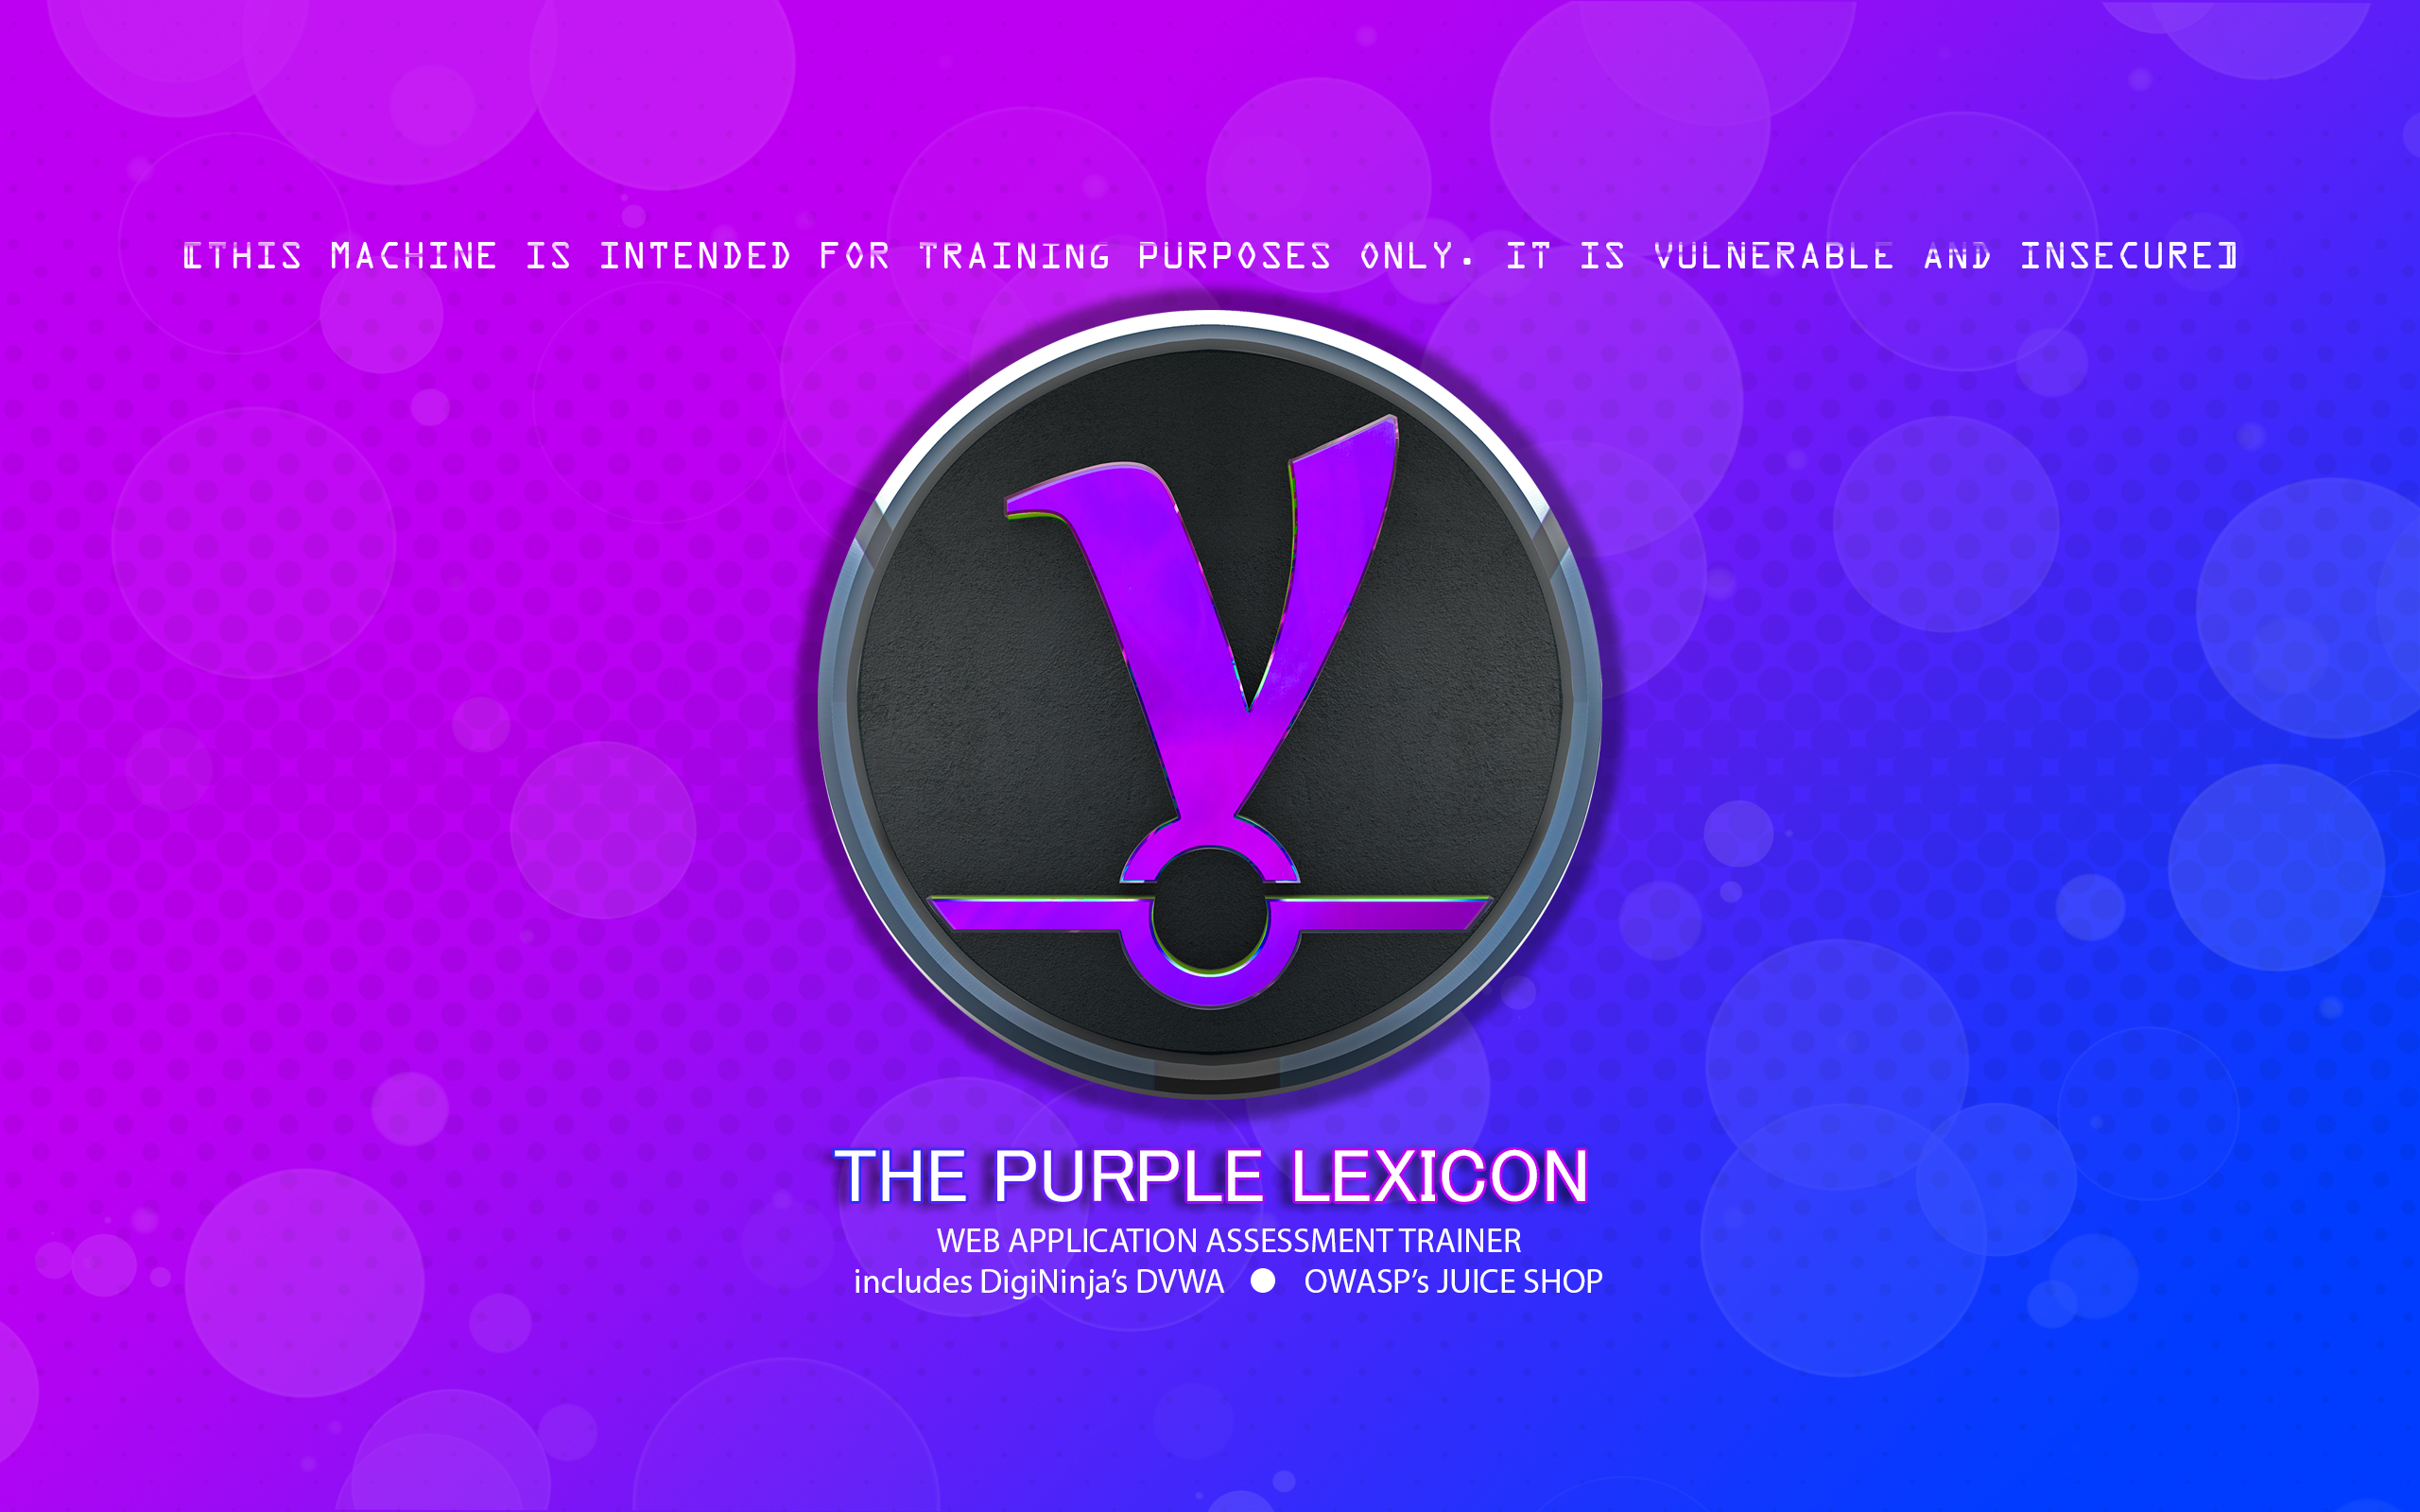 [THIS MACHINE IS INTENDED FOR TRAINING PURPOSES ONLY. IT IS VULNERABLE AND INSECURE]
THE PURPLE LEXICON
WEB APPLICATION ASSESSMENT TRAINER
includes DigiNinja’s DVWA ● OWASP’s JUICE SHOP